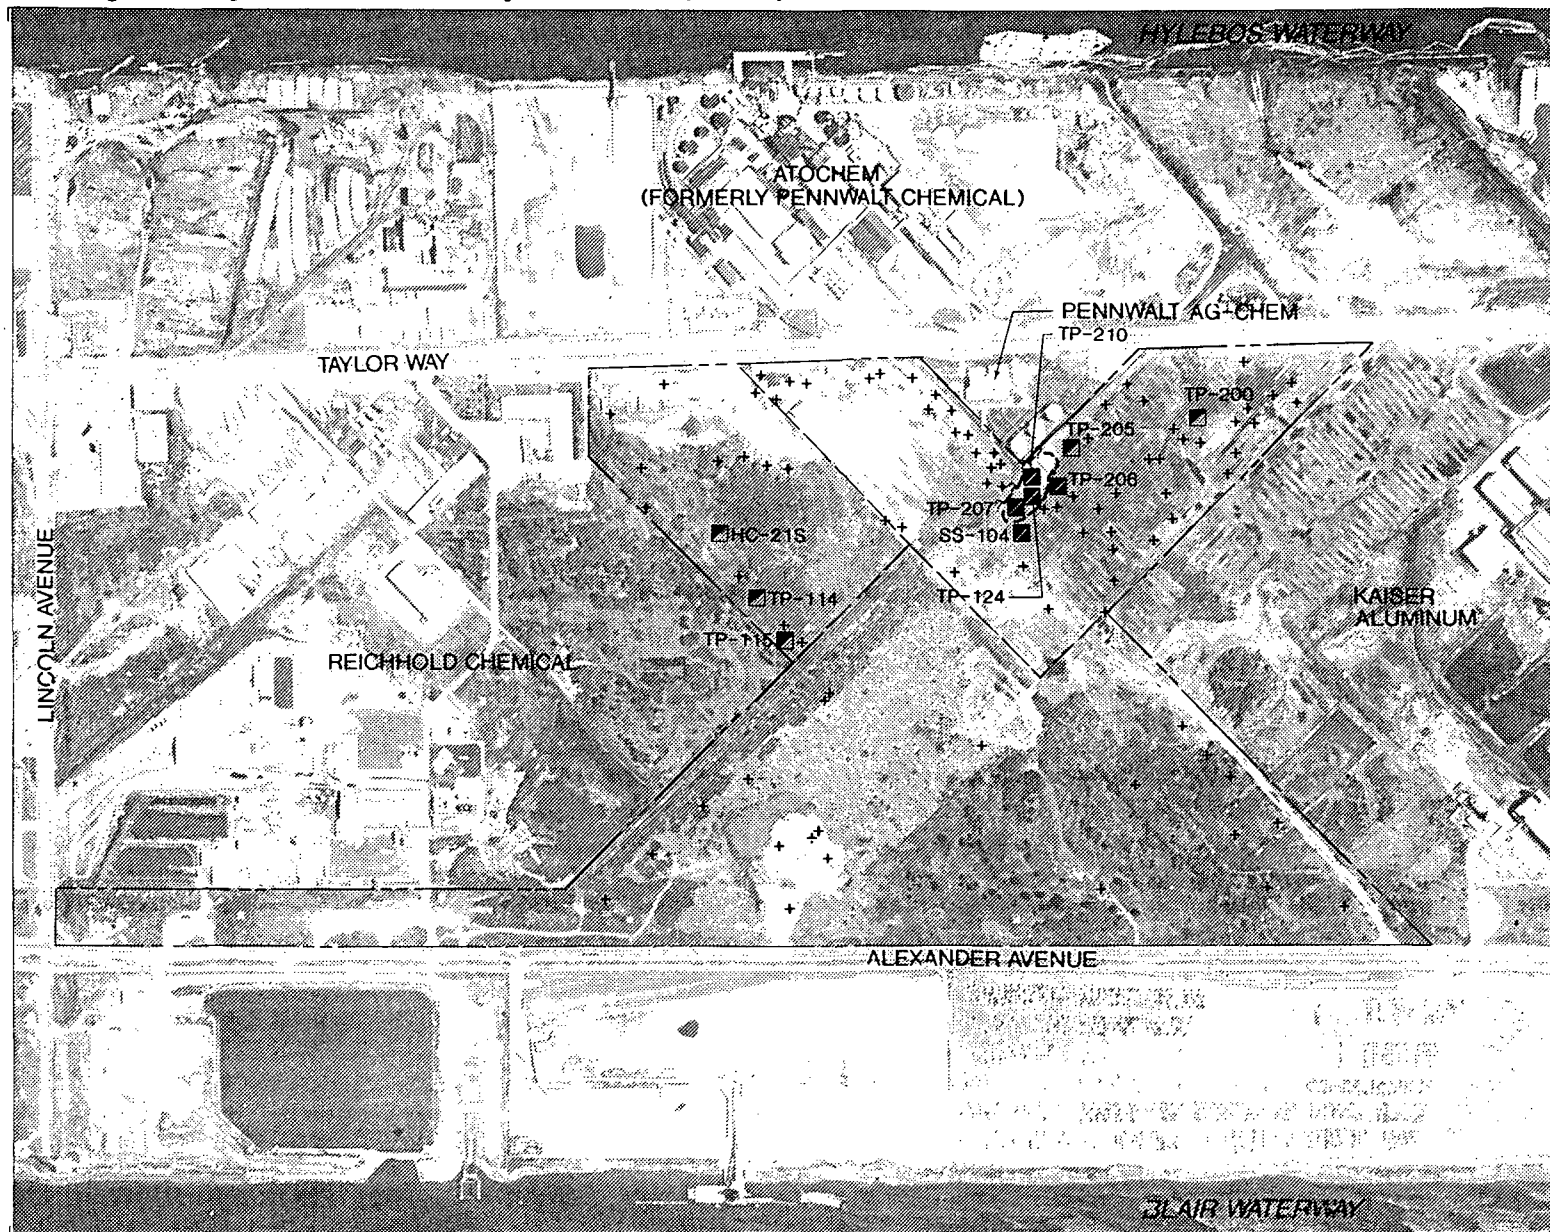 HYLEBOS WATERWAY
ATOCHEM
(FORMERLY PENNWALT CHEMICAL)
PENNWALT AG-CHEM
TP-210
TAYLOR WAY
TP-200
TP-205
TP-206
TP-207
HC-21S
SS-104
TP-114
TP-124
KAISER
ALUMINUM
TP-115
REICHHOLD CHEMICAL
LINCOLN AVENUE
ALEXANDER AVENUE
BLAIR WATERWAY